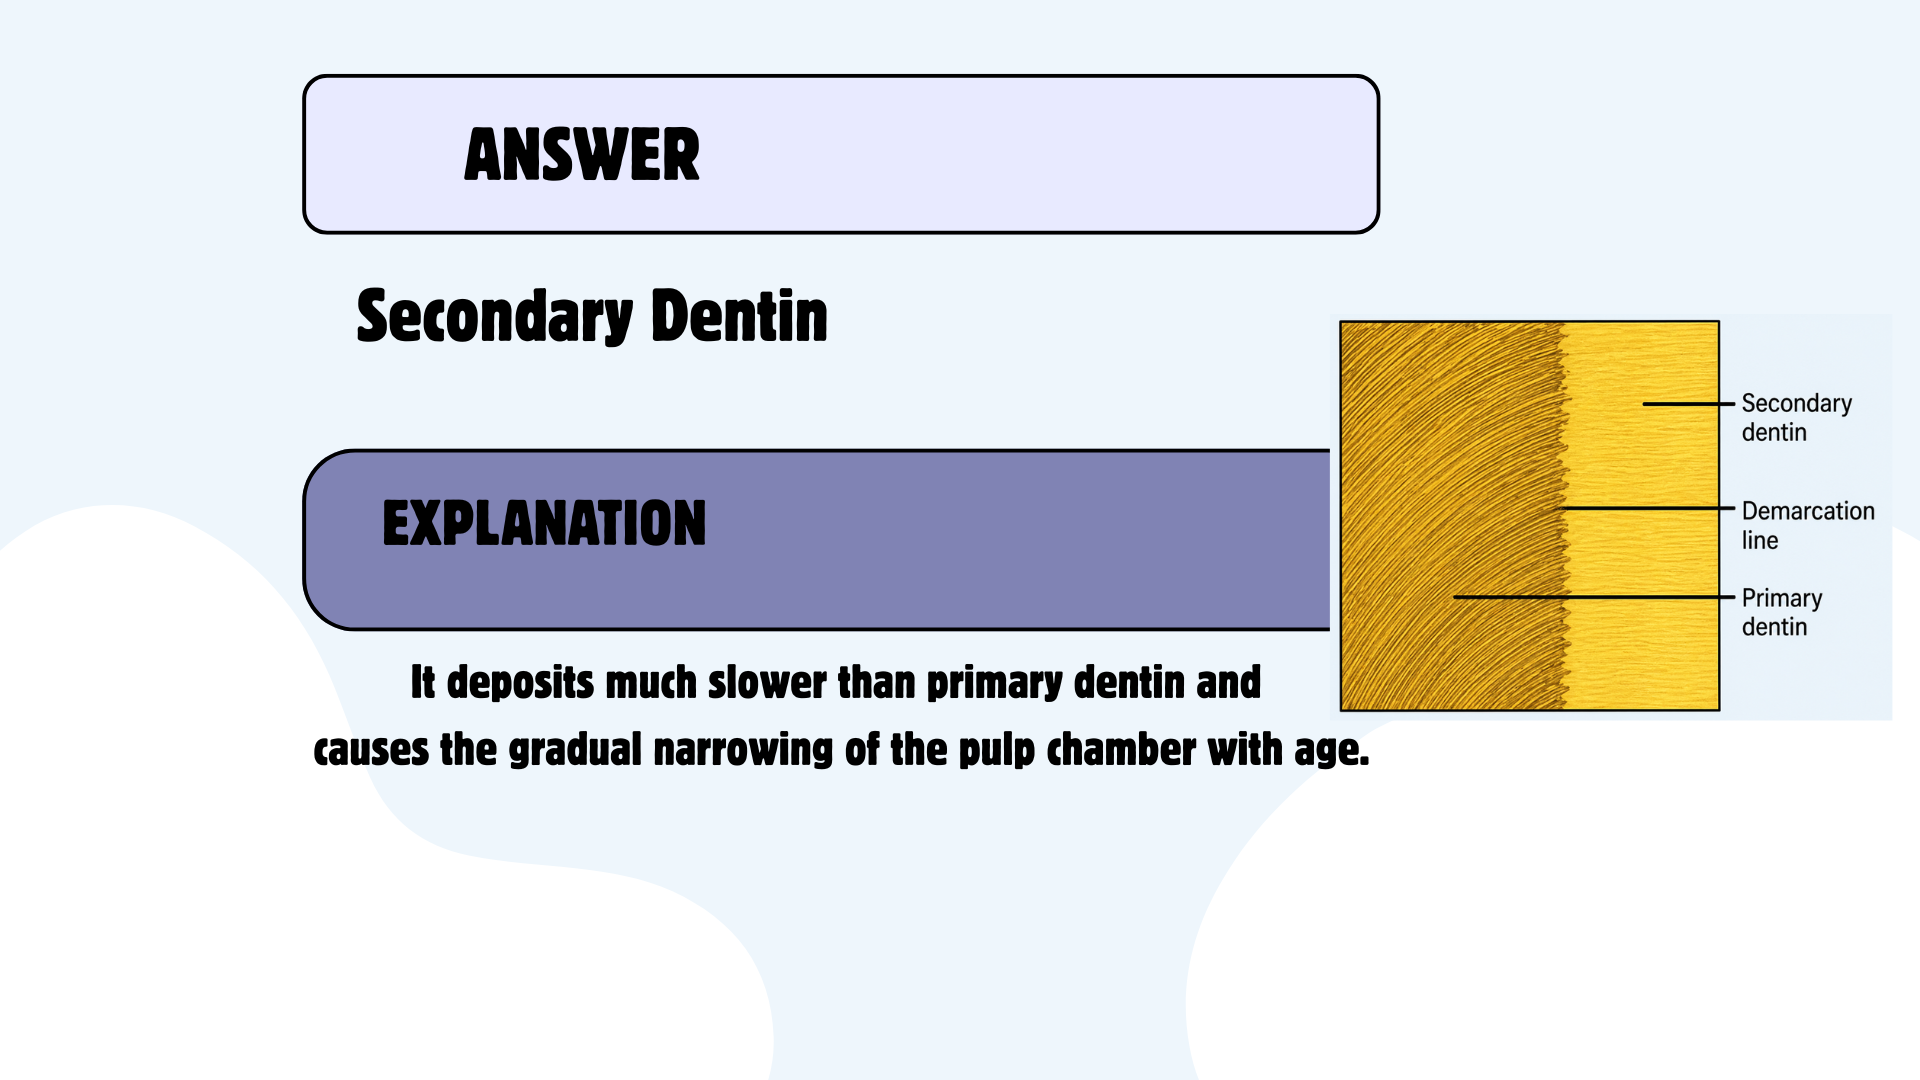 ANSWER
Secondary Dentin
EXPLANATION
It deposits much slower than primary dentin and
causes the gradual narrowing of the pulp chamber with age.
Secondary
dentin
Demarcation
line
Primary
dentin